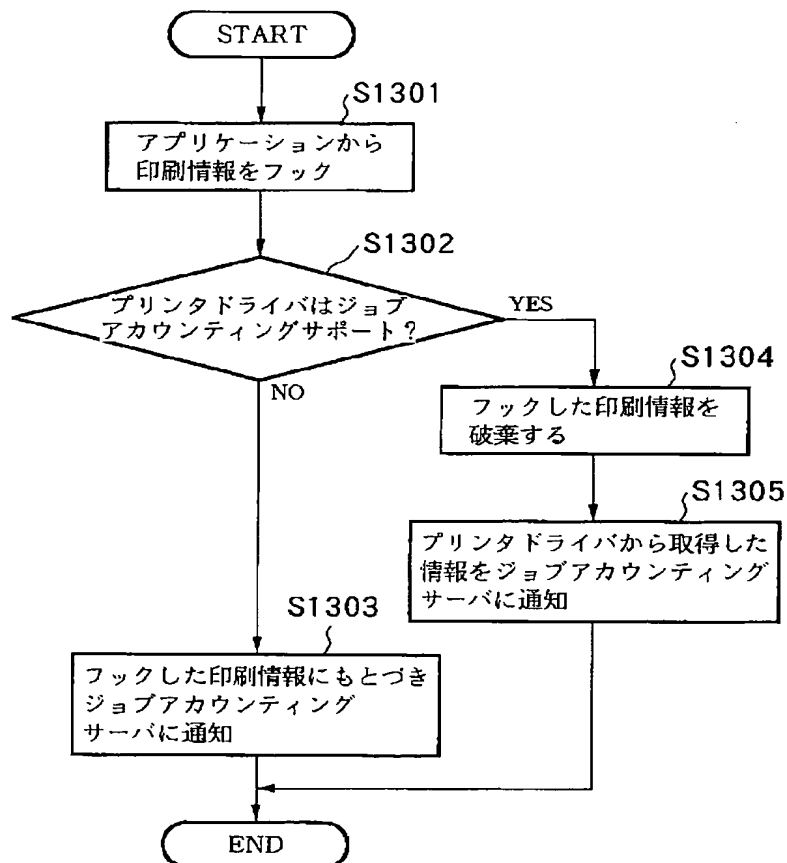 START
S1301
アプリケーションから
印刷情報をフック
S1302
プリンタドライバはジョブ
アカウンティングサポート？
YES
NO
S1304
フックした印刷情報を
破棄する
S1305
プリンタドライバから取得した
情報をジョブアカウンティング
サーバに通知
S1303
フックした印刷情報にもとづき
ジョブアカウンティング
サーバに通知
END